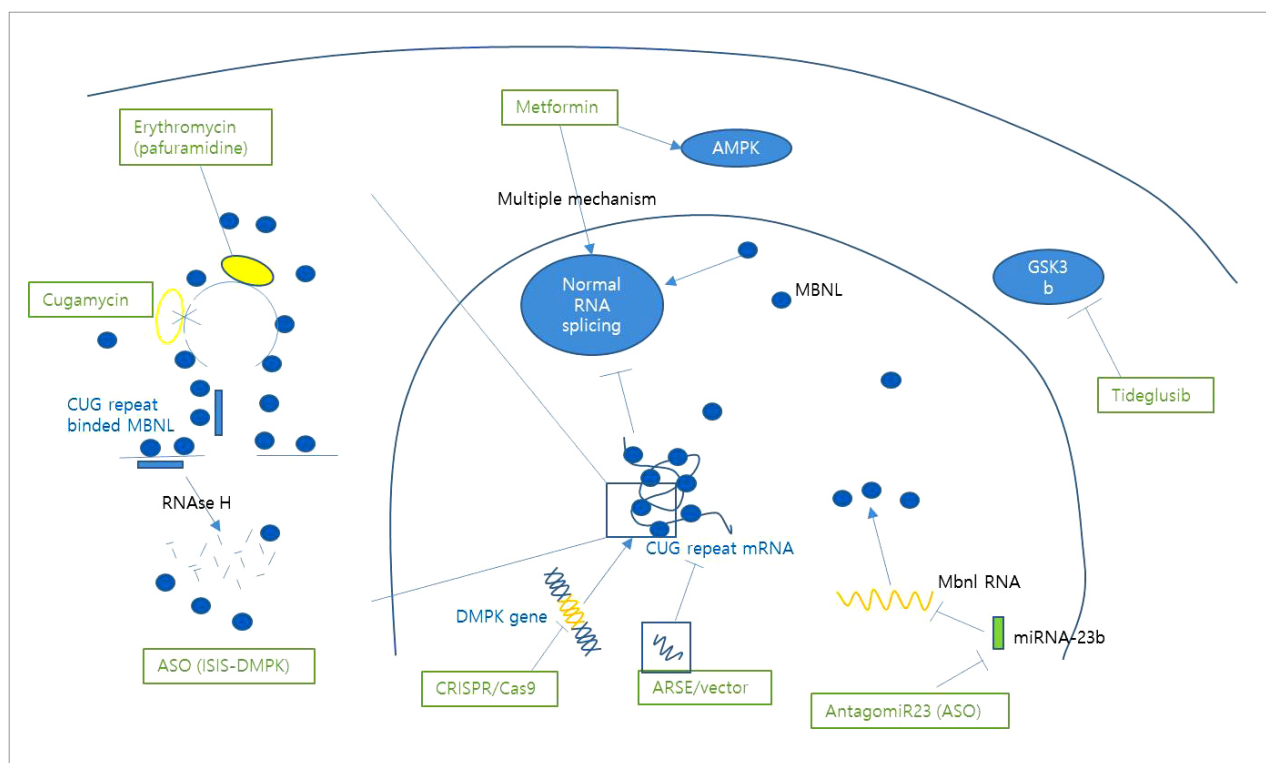 Metformin
Erythromycin
(pafuramidine)
AMPK
Multiple mechanism
Cugamycin
Normal
RNA
splicing
MBNL
GSK3
b
Tideglusib
CUG repeat
binded MBNL
RNAse H
CUG repeat mRNA
DMPK gene
Mbnl RNA
miRNA-23b
ASO (ISIS-DMPK)
CRISPR/Cas9
ARSE/vector
AntagomiR23 (ASO)